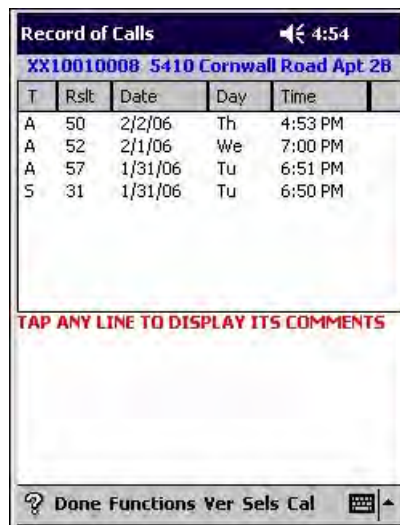 Record of Calls 4:54
XX10010008 5410 Cornwall Road Apt 2B
T Rslt Date Day Time
A 50 2/2/06 Th 4:53 PM
A 52 2/1/06 We 7:00 PM
A 57 1/31/06 Tu 6:51 PM
S 31 1/31/06 Tu 6:50 PM
TAP ANY LINE TO DISPLAY ITS COMMENTS
? Done Functions Ver Sels Cal